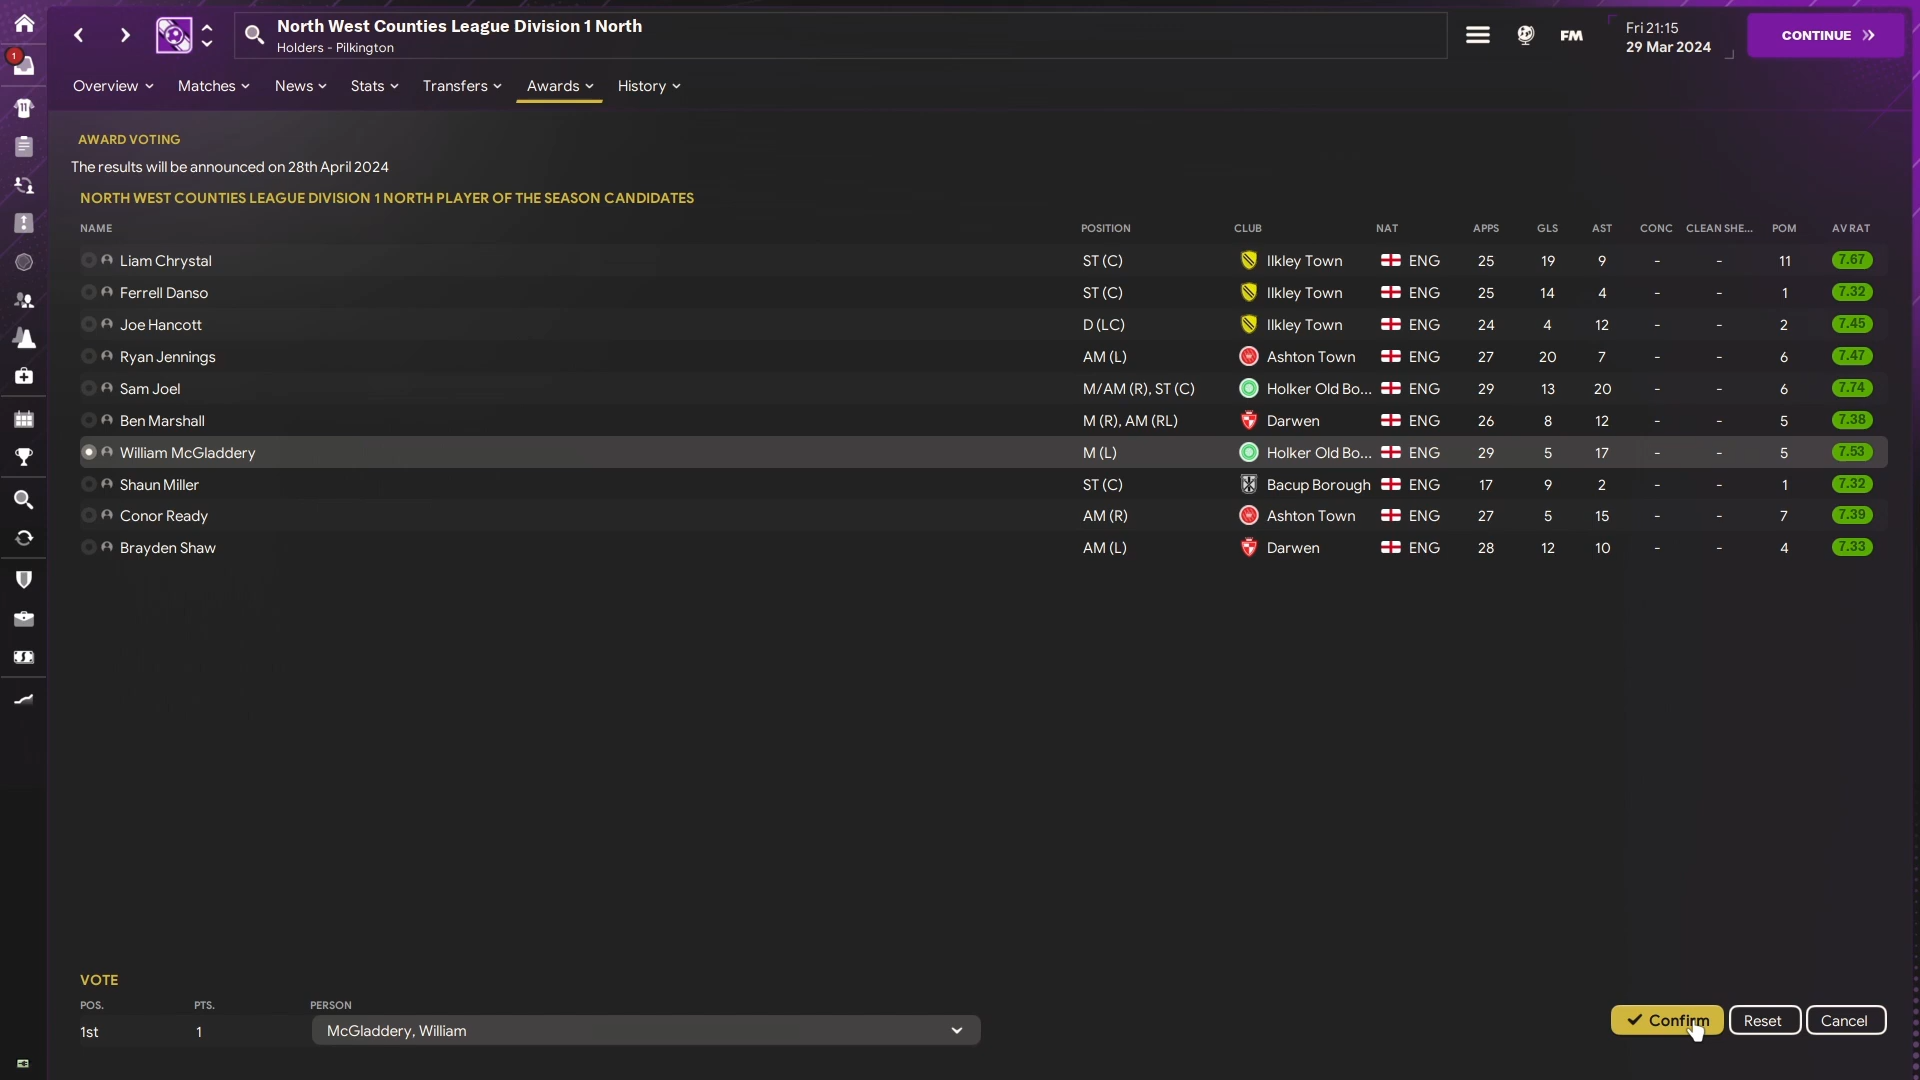 North West Counties League Division 1 North
Holders - Pilkington
FM
Fri 21:15
29 Mar 2024
CONTINUE
1
Overview Matches News Stats Transfers Awards History
AWARD VOTING
The results will be announced on 28th April 2024
NORTH WEST COUNTIES LEAGUE DIVISION 1 NORTH PLAYER OF THE SEASON CANDIDATES
NAME POSITION CLUB NAT APPS GLS AST CONC CLEAN SHE... POM AV RAT
Liam Chrystal ST (C) Ilkley Town ENG 25 19 9 - - 11 7.67
Ferrell Danso ST (C) Ilkley Town ENG 25 14 4 - - 1 7.32
Joe Hancott D (LC) Ilkley Town ENG 24 4 12 - - 2 7.45
Ryan Jennings AM (L) Ashton Town ENG 27 20 7 - - 6 7.47
Sam Joel M/AM (R), ST (C) Holker Old Bo... ENG 29 13 20 - - 6 7.74
Ben Marshall M (R), AM (RL) Darwen ENG 26 8 12 - - 5 7.38
William McGladdery M (L) Holker Old Bo... ENG 29 5 17 - - 5 7.53
Shaun Miller ST (C) Bacup Borough ENG 17 9 2 - - 1 7.32
Conor Ready AM (R) Ashton Town ENG 27 5 15 - - 7 7.39
Brayden Shaw AM (L) Darwen ENG 28 12 10 - - 4 7.33
VOTE
POS. PTS. PERSON
1st 1 McGladdery, William
Confirm Reset Cancel